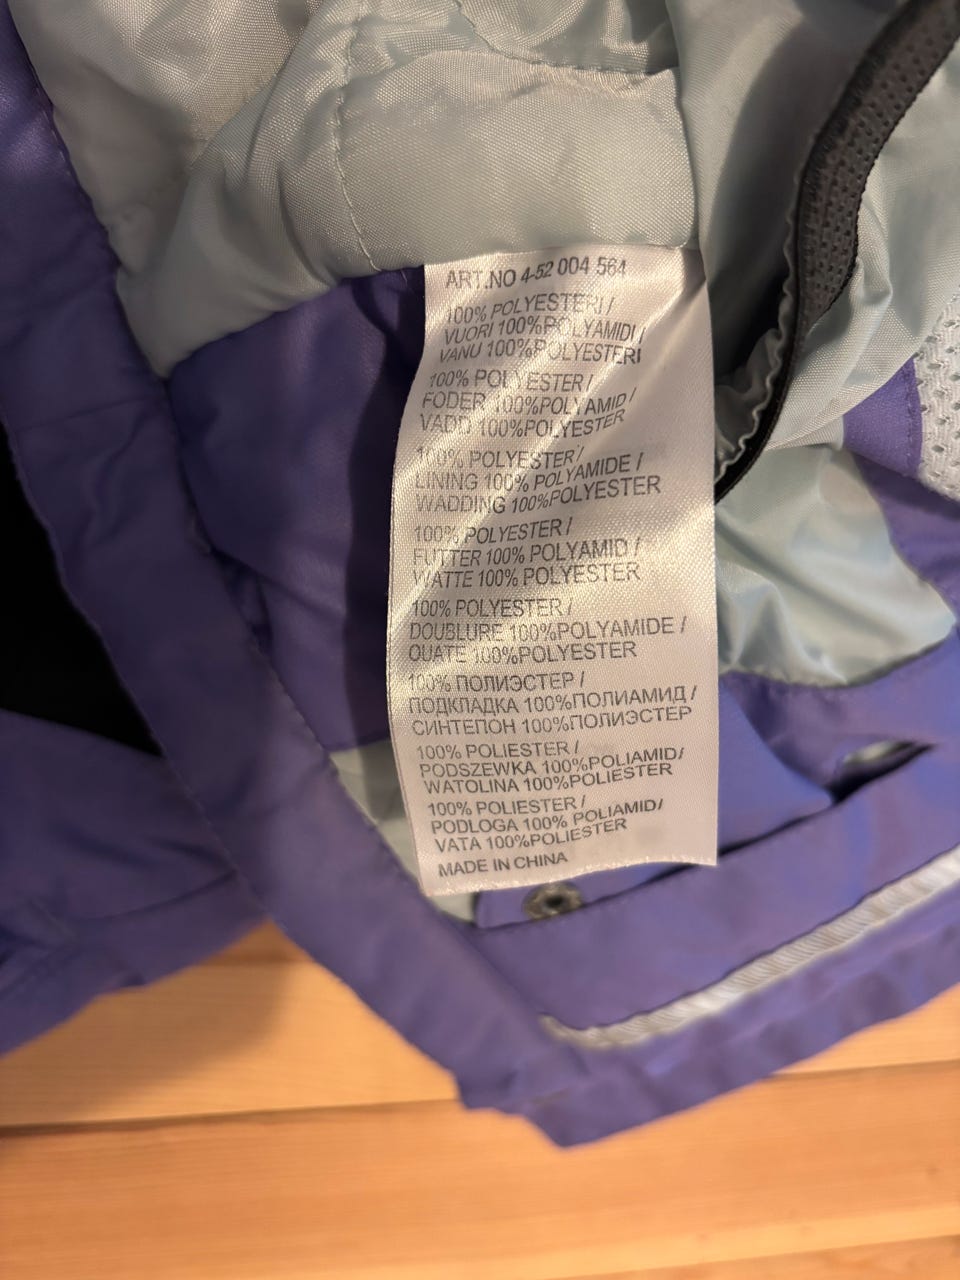 ART.NO 4-52 004 564
100% POLYESTERI /
VUORI 100%POLYAMIDI /
VANU 100%POLYESTERI
100% POLYESTER /
FODER 100%POLYAMID /
VADD 100%POLYESTER
100% POLYESTER /
LINING 100% POLYAMIDE /
WADDING 100%POLYESTER
100% POLYESTER /
FUTTER 100% POLYAMID /
WATTE 100% POLYESTER
100% POLYESTER /
DOUBLURE 100%POLYAMIDE /
OUATE 100%POLYESTER
100% ПОЛИЭСТЕР /
ПОДКЛАДКА 100%ПОЛИАМИД /
СИНТЕПОН 100%ПОЛИЭСТЕР
100% POLIESTER /
PODSZEWKA 100%POLIAMID/
WATOLINA 100%POLIESTER
100% POLIESTER /
PODLOGA 100% POLIAMID/
VATA 100%POLIESTER
MADE IN CHINA